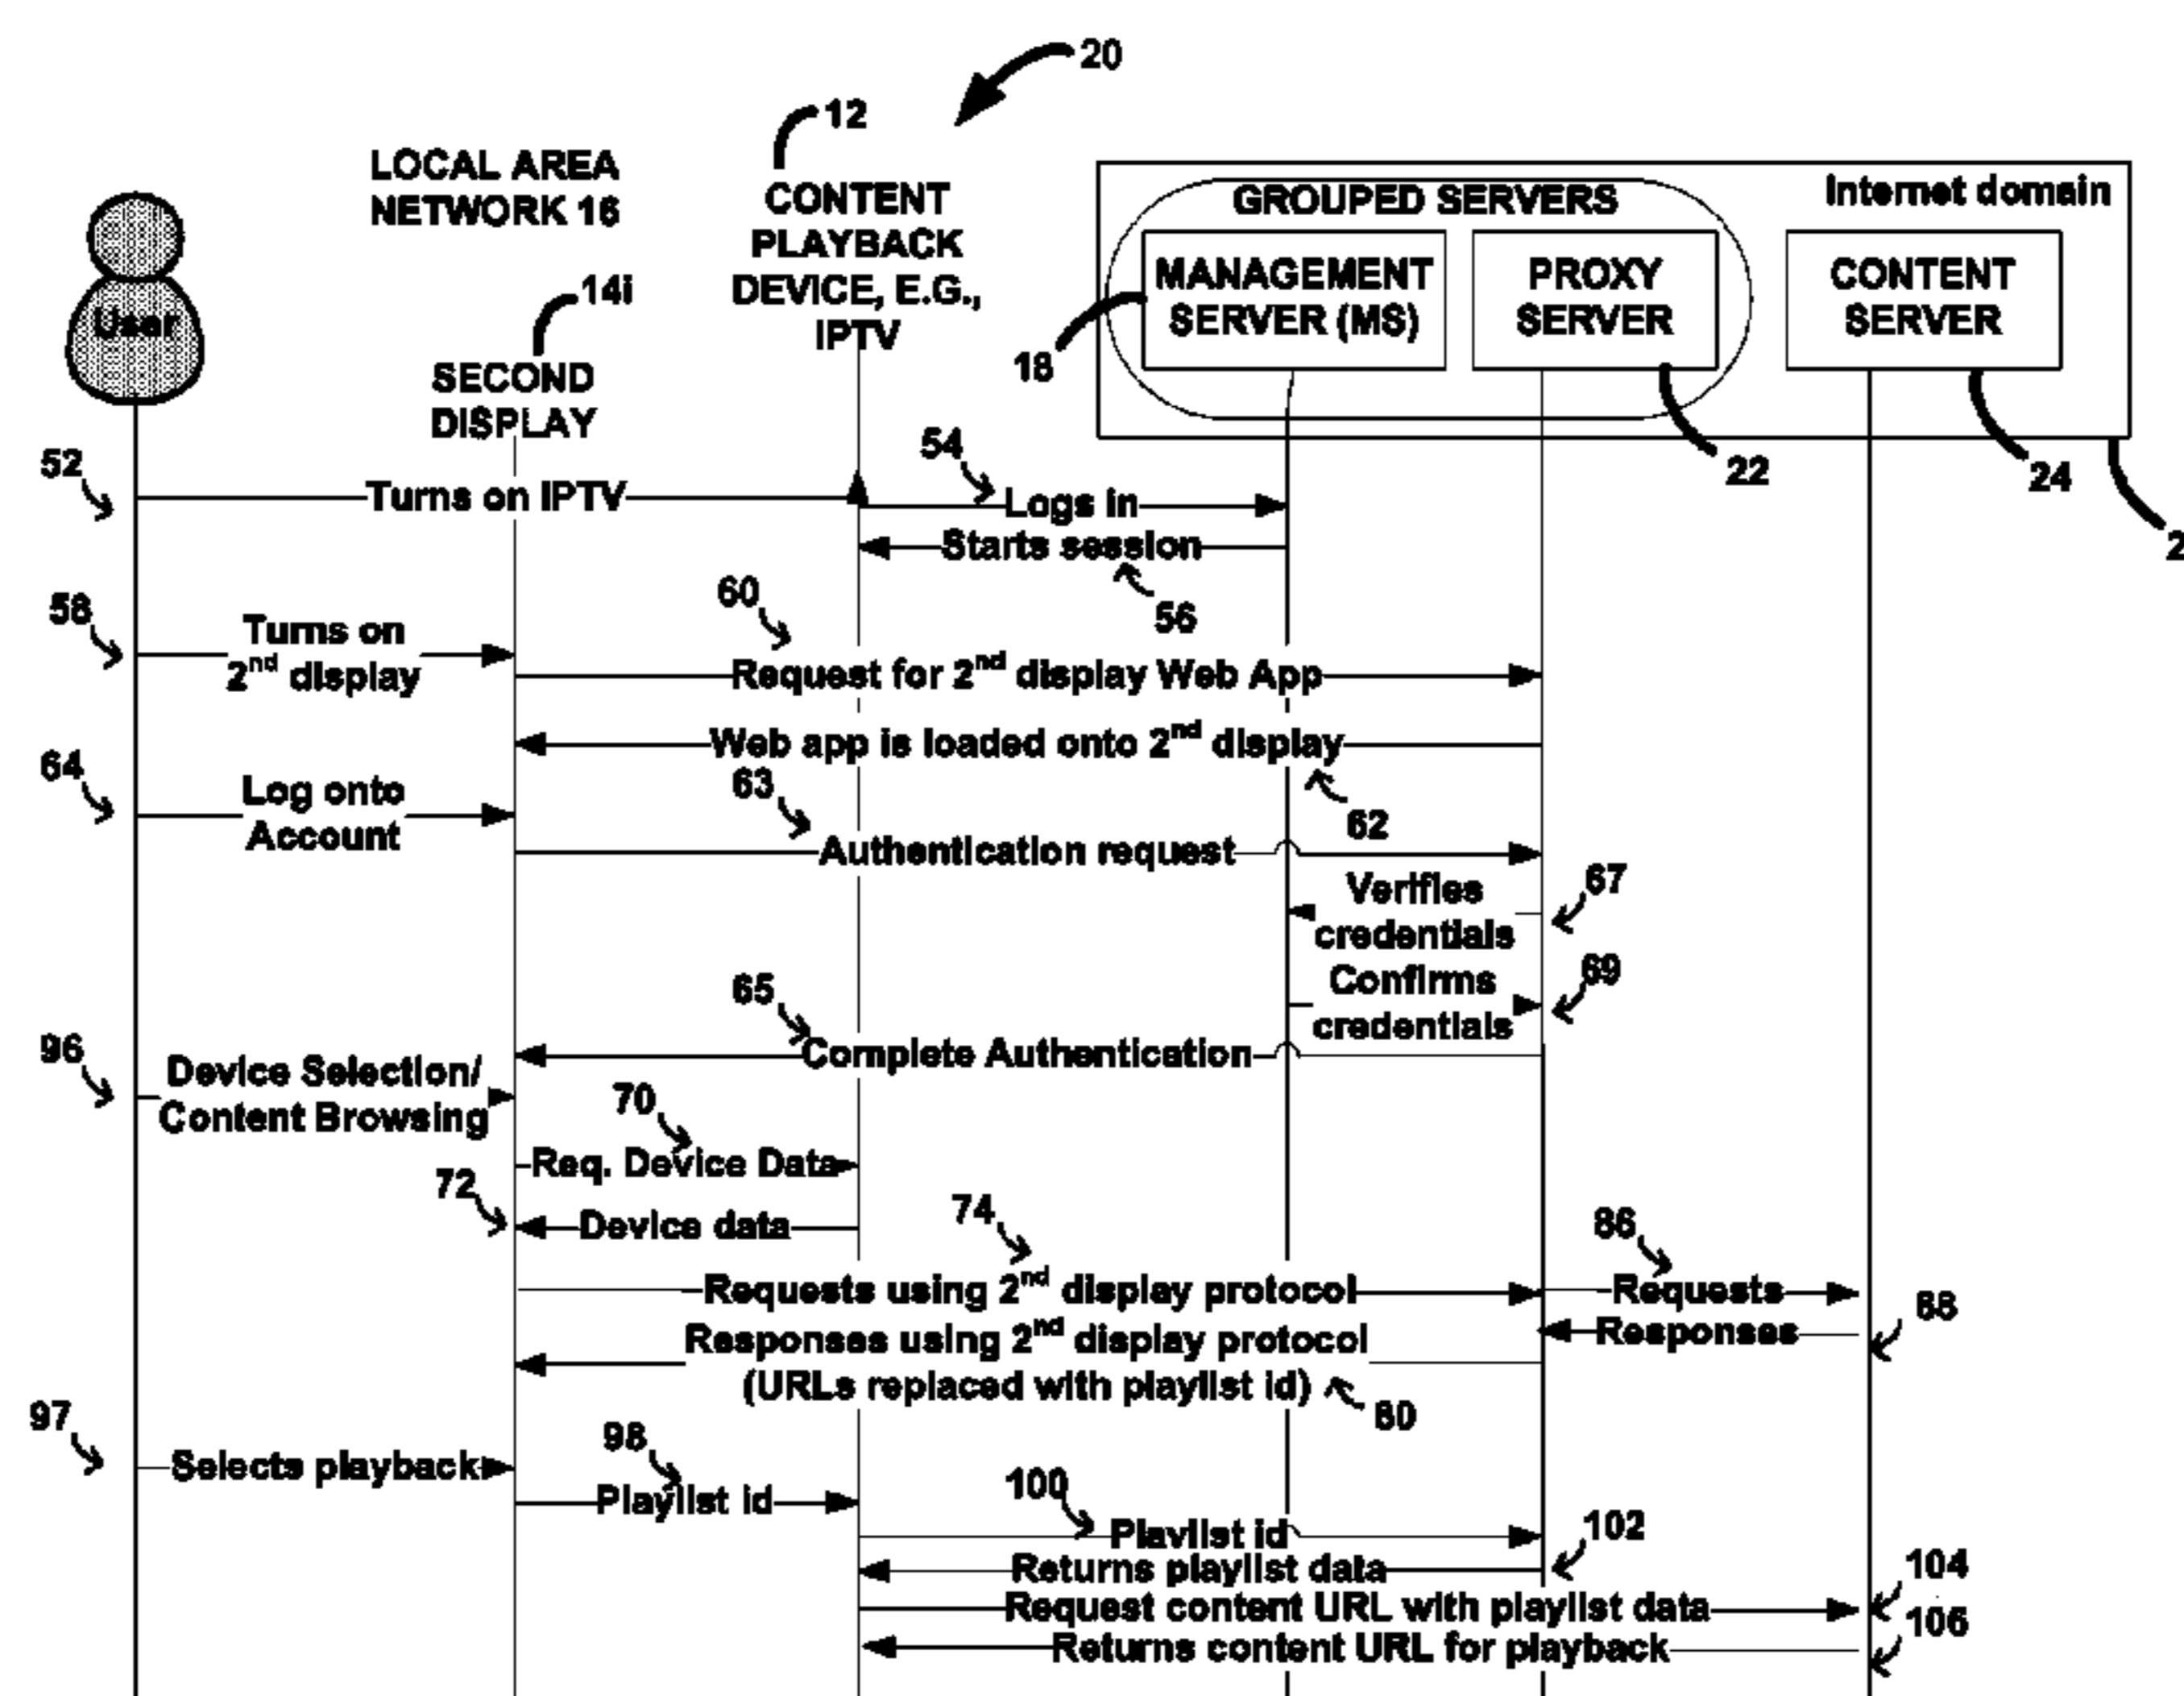 20
12
LOCAL AREA
NETWORK 16
CONTENT
PLAYBACK
DEVICE, E.G.,
IPTV
Internet domain
GROUPED SERVERS
MANAGEMENT
SERVER (MS)
PROXY
SERVER
CONTENT
SERVER
User
14i
SECOND
DISPLAY
18
22
24
2
52
Turns on IPTV
54
Logs in
Starts session
56
58
Turns on
2nd display
60
Request for 2nd display Web App
Web app is loaded onto 2nd display
62
64
Log onto
Account
63
Authentication request
Verifies
credentials
67
Confirms
credentials
69
65
Complete Authentication
96
Device Selection/
Content Browsing
70
Req. Device Data
72
Device data
74
Requests using 2nd display protocol
86
Requests
Responses
88
Responses using 2nd display protocol
(URLs replaced with playlist id)
80
97
Selects playback
98
Playlist id
100
Playlist id
102
Returns playlist data
104
Request content URL with playlist data
106
Returns content URL for playback